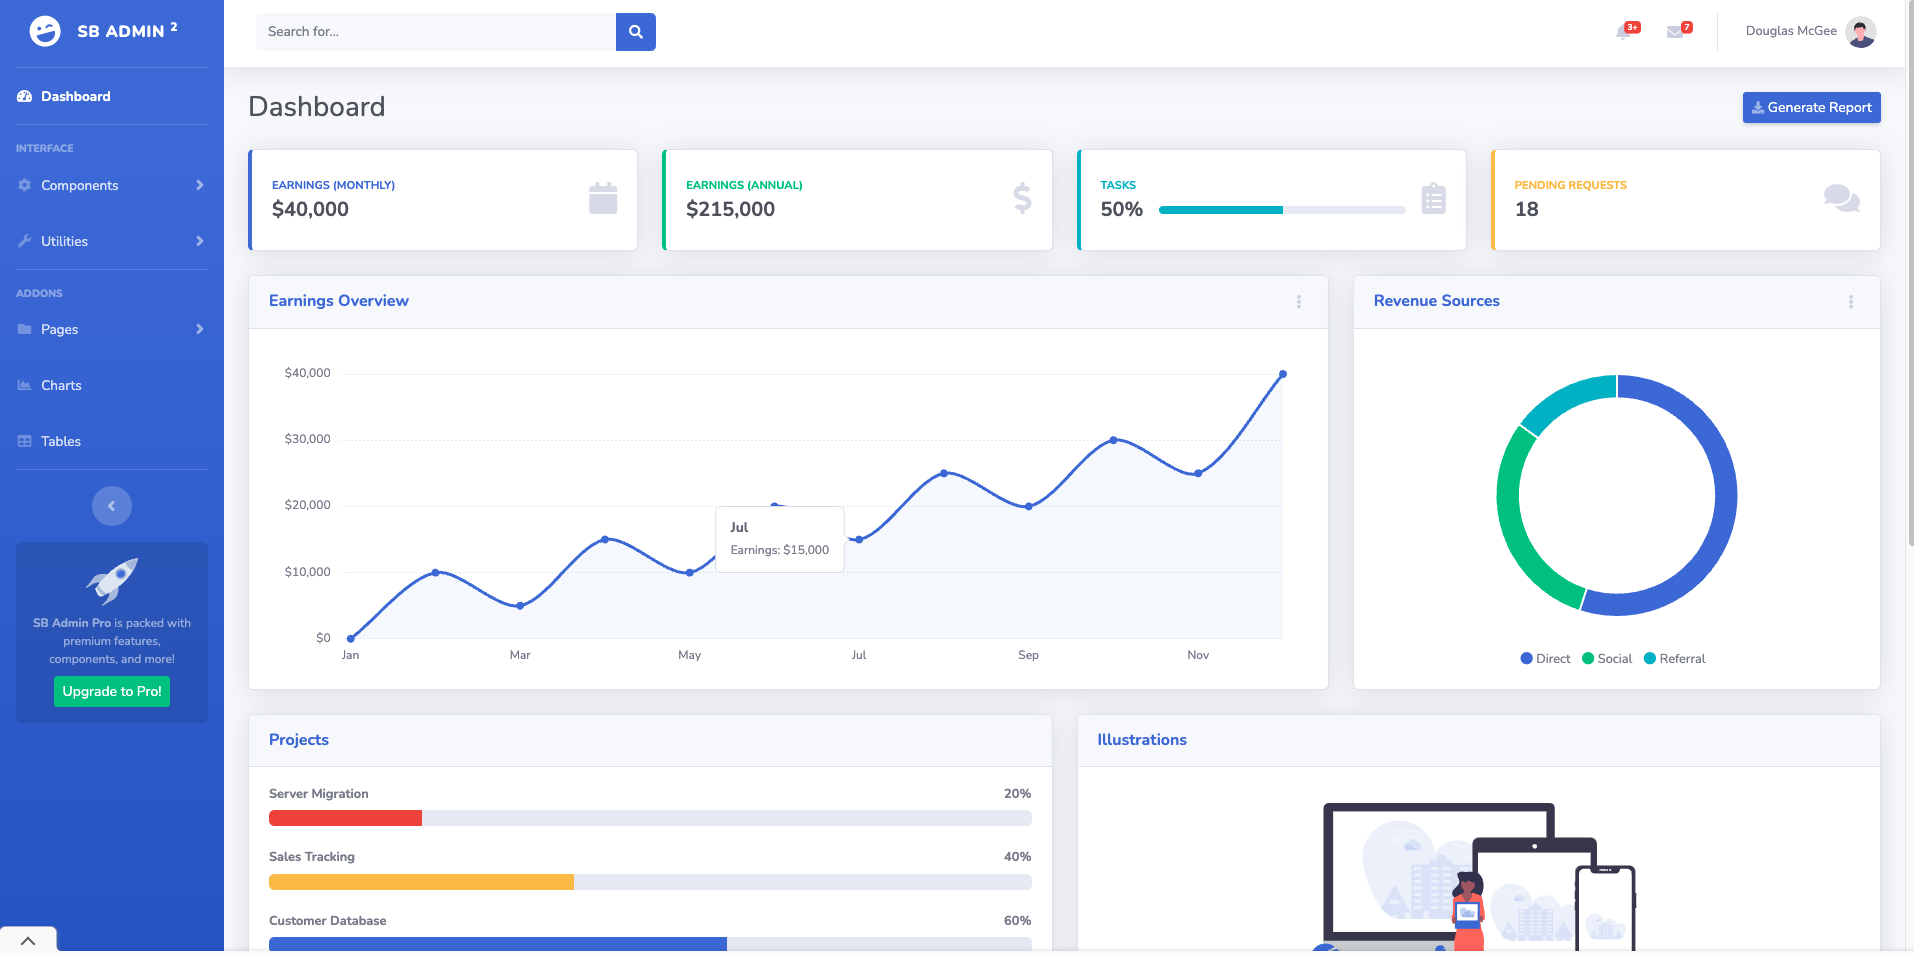 SB ADMIN 2
Search for...
3+
7
Douglas McGee
Dashboard
INTERFACE
Components
Utilities
ADDONS
Pages
Charts
Tables
SB Admin Pro is packed with
premium features,
components, and more!
Upgrade to Pro!
Dashboard
Generate Report
EARNINGS (MONTHLY)
$40,000
EARNINGS (ANNUAL)
$215,000
TASKS
50%
PENDING REQUESTS
18
Earnings Overview
$40,000
$30,000
$20,000
$10,000
$0
Jan
Mar
May
Jul
Sep
Nov
Jul
Earnings: $15,000
Revenue Sources
Direct
Social
Referral
Projects
Server Migration
20%
Sales Tracking
40%
Customer Database
60%
Illustrations